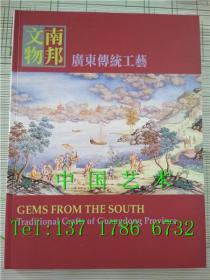 南邦
文物
廣東傳統工藝
中国艺术
GEMS FROM THE SOUTH
Traditional Crafts of Guangdong Province
Tel:137 1786 6732